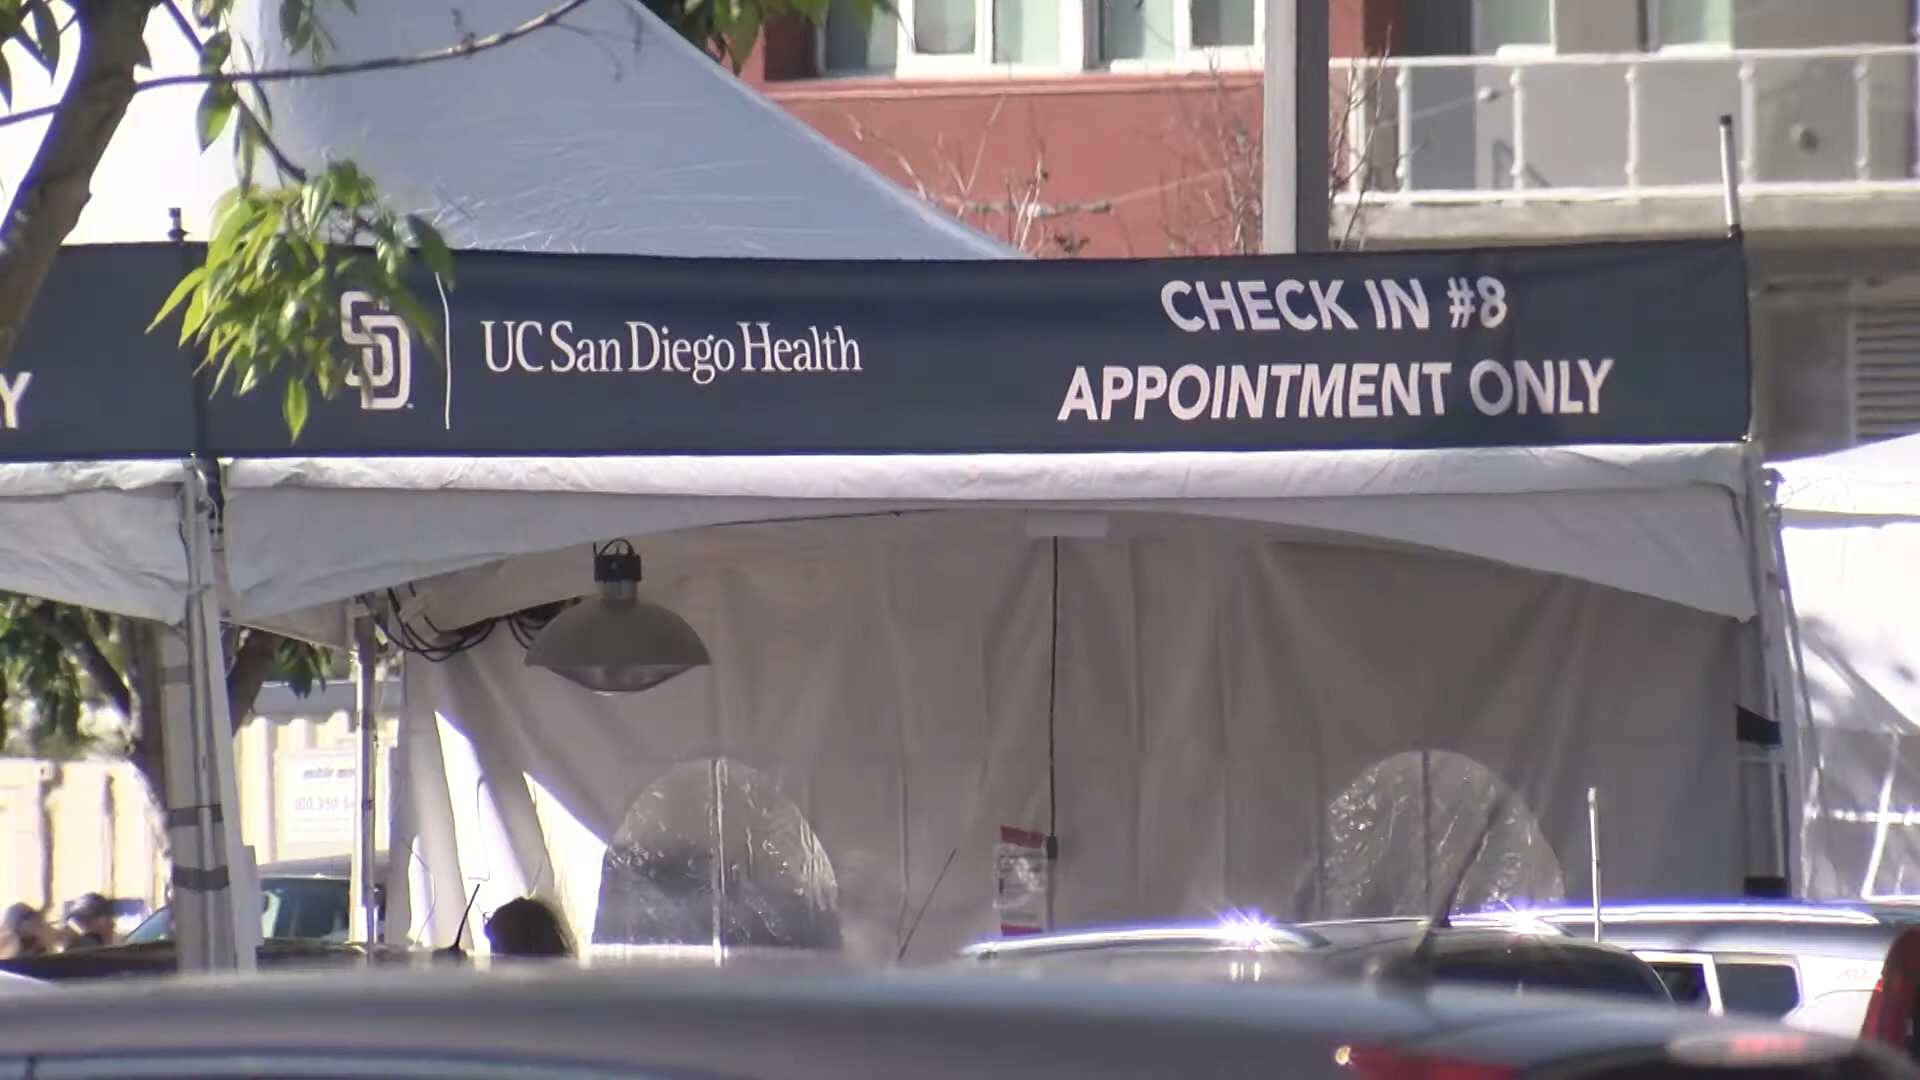 Y
SD
UC San Diego Health
CHECK IN #8
APPOINTMENT ONLY